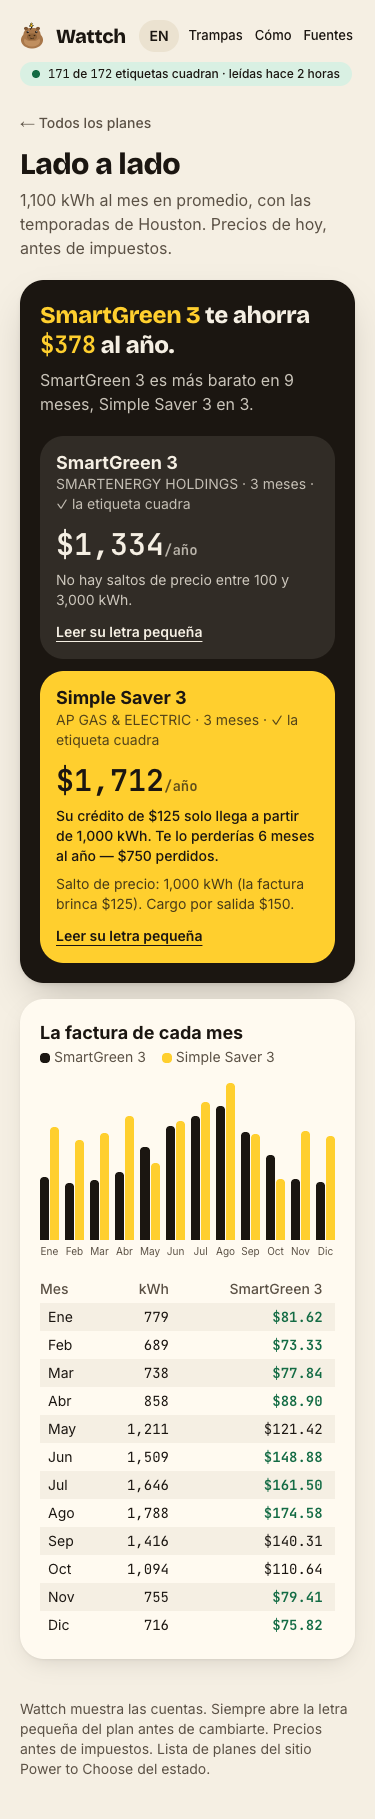 Wattch EN Trampas Cómo Fuentes
171 de 172 etiquetas cuadran · leídas hace 2 horas
← Todos los planes
Lado a lado
1,100 kWh al mes en promedio, con las
temporadas de Houston. Precios de hoy,
antes de impuestos.
SmartGreen 3 te ahorra
$378 al año.
SmartGreen 3 es más barato en 9
meses, Simple Saver 3 en 3.
SmartGreen 3
SMARTENERGY HOLDINGS · 3 meses ·
✓ la etiqueta cuadra
$1,334/año
No hay saltos de precio entre 100 y
3,000 kWh.
Leer su letra pequeña
Simple Saver 3
AP GAS & ELECTRIC · 3 meses · ✓ la
etiqueta cuadra
$1,712/año
Su crédito de $125 solo llega a partir
de 1,000 kWh. Te lo perderías 6 meses
al año — $750 perdidos.
Salto de precio: 1,000 kWh (la factura
brinca $125). Cargo por salida $150.
Leer su letra pequeña
La factura de cada mes
SmartGreen 3 Simple Saver 3
Ene Feb Mar Abr May Jun Jul Ago Sep Oct Nov Dic
Mes kWh SmartGreen 3
Ene 779 $81.62
Feb 689 $73.33
Mar 738 $77.84
Abr 858 $88.90
May 1,211 $121.42
Jun 1,509 $148.88
Jul 1,646 $161.50
Ago 1,788 $174.58
Sep 1,416 $140.31
Oct 1,094 $110.64
Nov 755 $79.41
Dic 716 $75.82
Wattch muestra las cuentas. Siempre abre la letra
pequeña del plan antes de cambiarte. Precios
antes de impuestos. Lista de planes del sitio
Power to Choose del estado.